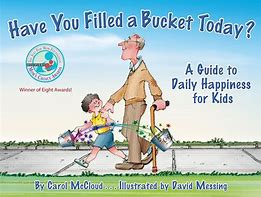 Have You Filled a Bucket Today?
Winner of Eight Awards!
A Guide to
Daily Happiness
for Kids
By Carol McCloud.... Illustrated by David Messing